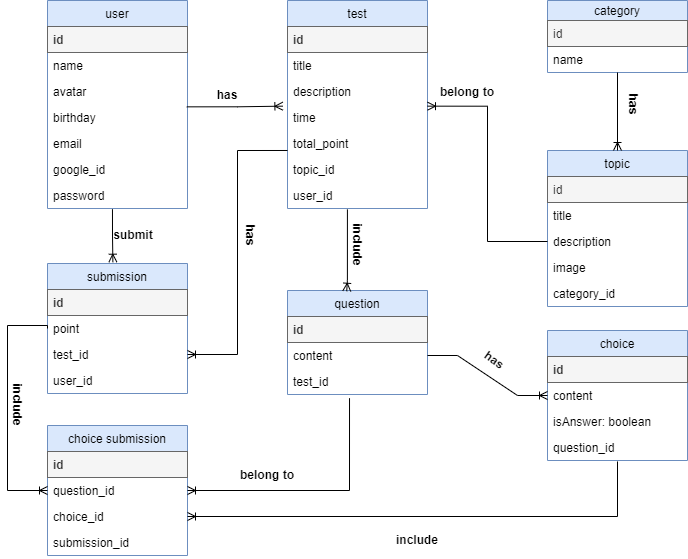 user
id
name
avatar
birthday
email
google_id
password
has
test
id
title
description
time
total_point
topic_id
user_id
belong to
category
id
name
has
topic
id
title
description
image
category_id
submit
has
include
submission
id
point
test_id
user_id
question
id
content
test_id
has
choice
id
content
isAnswer: boolean
question_id
include
choice submission
id
question_id
choice_id
submission_id
belong to
include